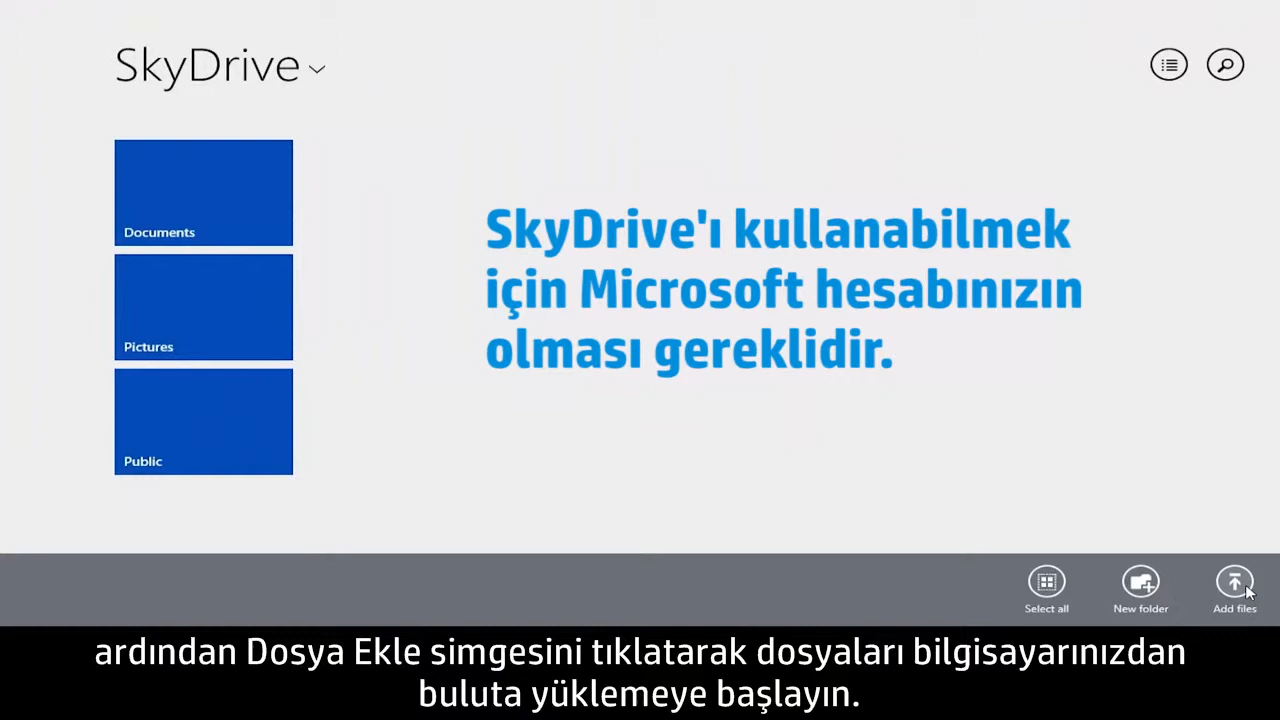 SkyDrive
Documents
Pictures
Public
SkyDrive'ı kullanabilmek
için Microsoft hesabınızın
olması gereklidir.
Select all
New folder
Add files
ardından Dosya Ekle simgesini tıklatarak dosyaları bilgisayarınızdan
buluta yüklemeye başlayın.